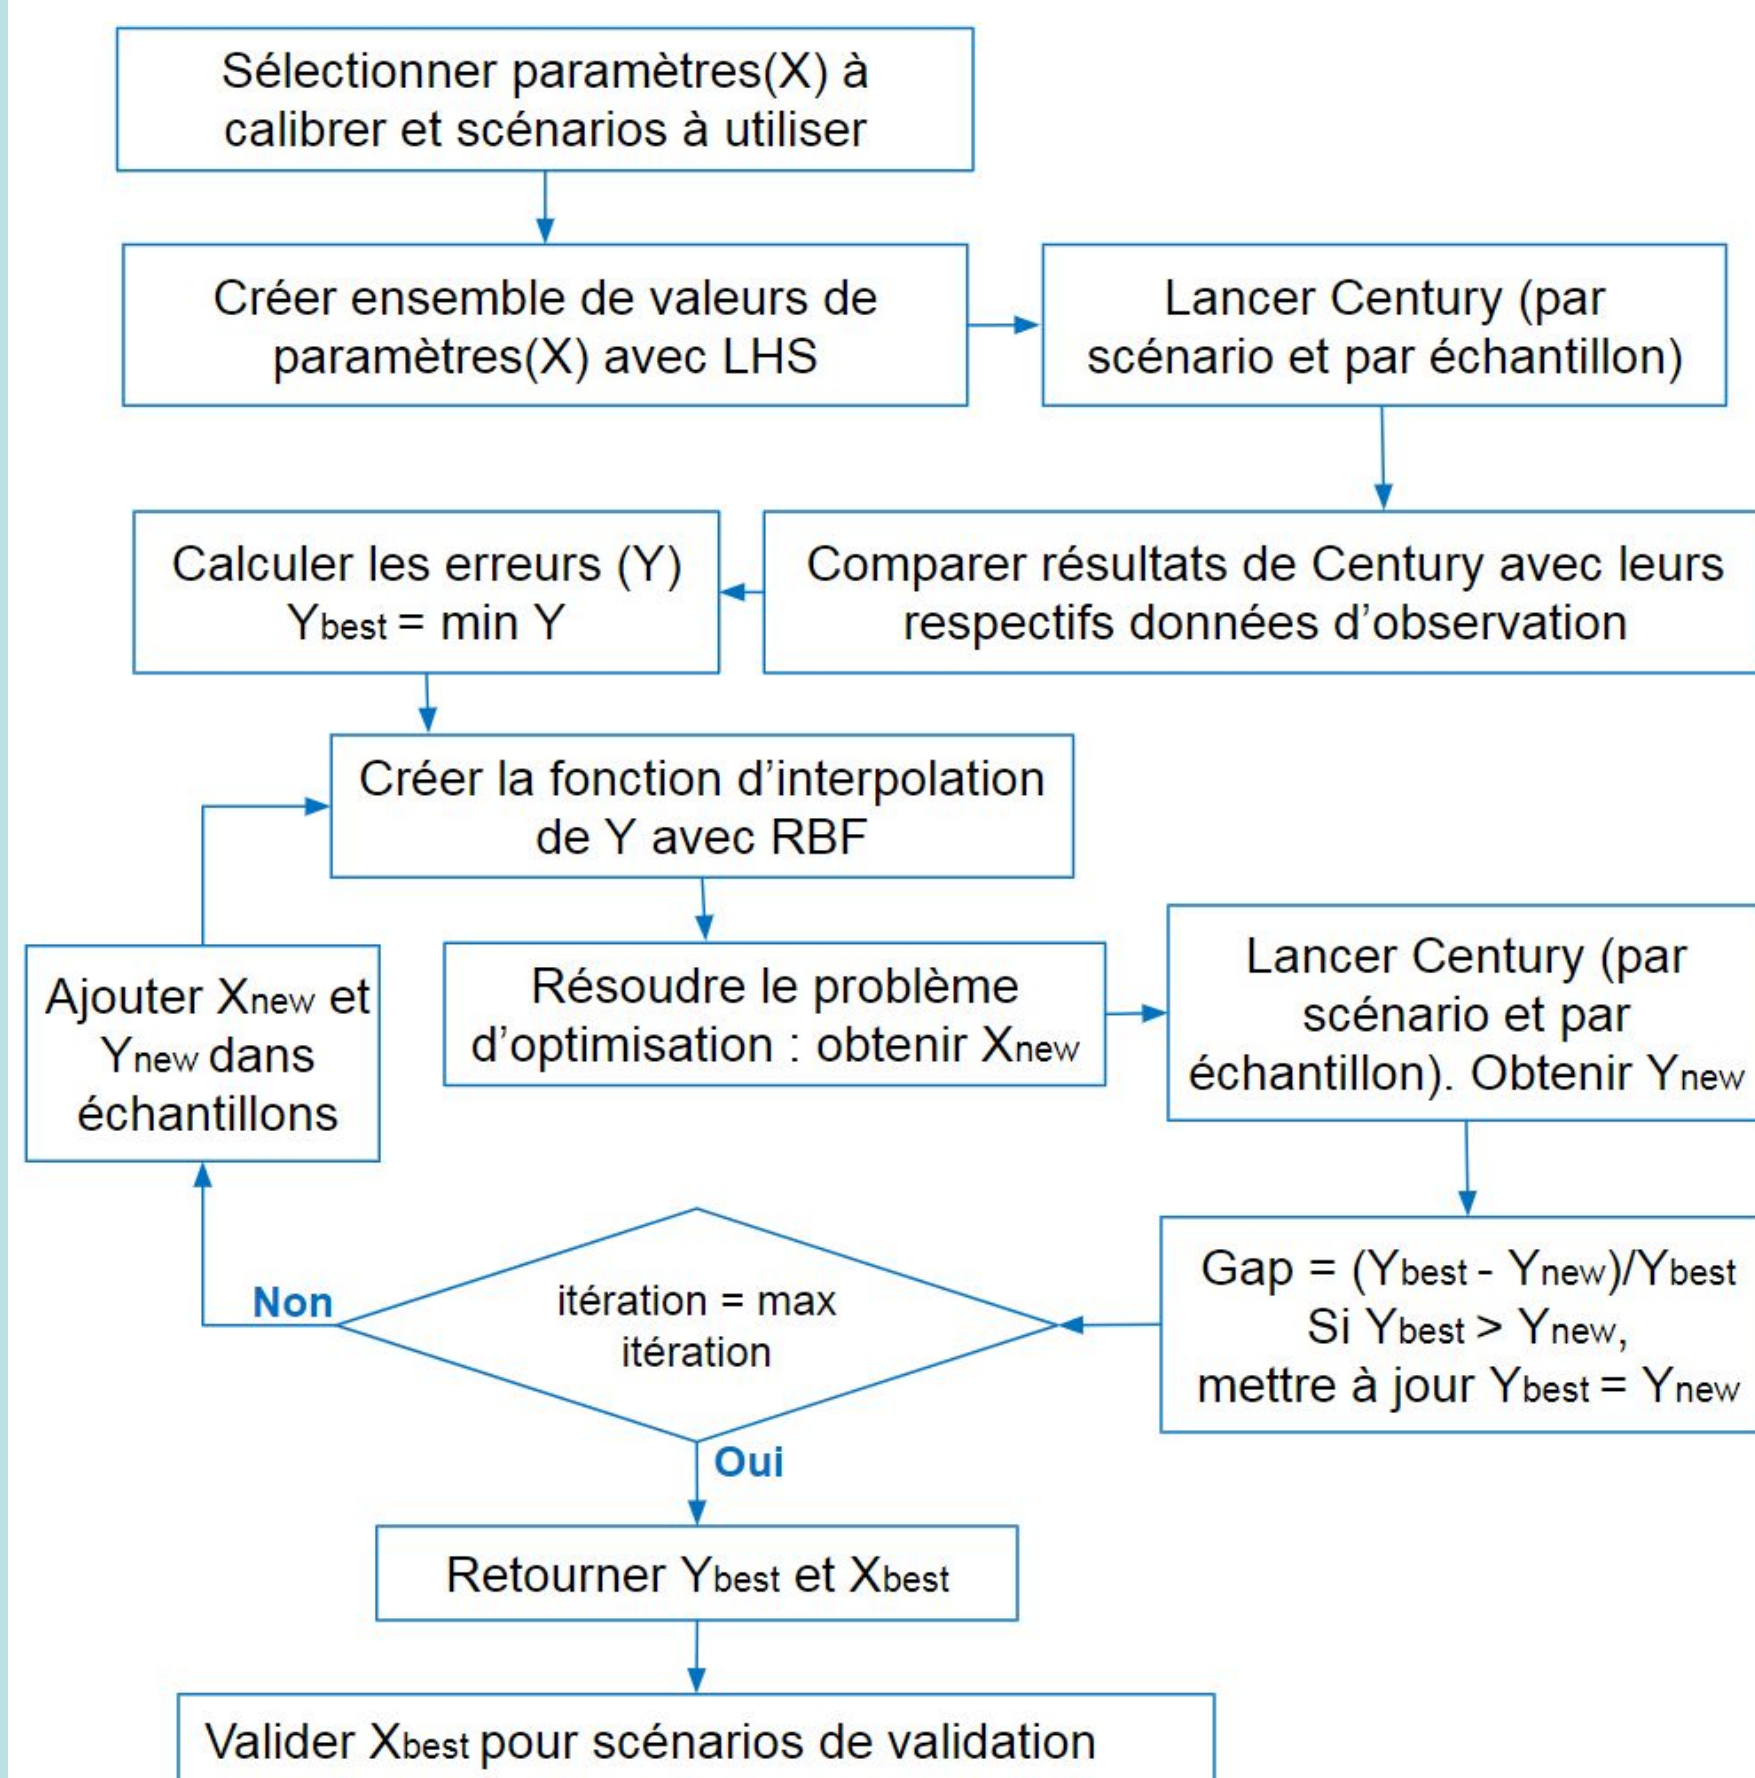 Sélectionner paramètres(X) à
calibrer et scénarios à utiliser
Créer ensemble de valeurs de
paramètres(X) avec LHS
Lancer Century (par
scénario et par échantillon)
Comparer résultats de Century avec leurs
respectifs données d’observation
Calculer les erreurs (Y)
Ybest = min Y
Créer la fonction d’interpolation
de Y avec RBF
Résoudre le problème
d’optimisation : obtenir Xnew
Lancer Century (par
scénario et par
échantillon). Obtenir Ynew
Gap = (Ybest - Ynew)/Ybest
Si Ybest > Ynew,
mettre à jour Ybest = Ynew
itération = max
itération
Non
Ajouter Xnew et
Ynew dans
échantillons
Oui
Retourner Ybest et Xbest
Valider Xbest pour scénarios de validation